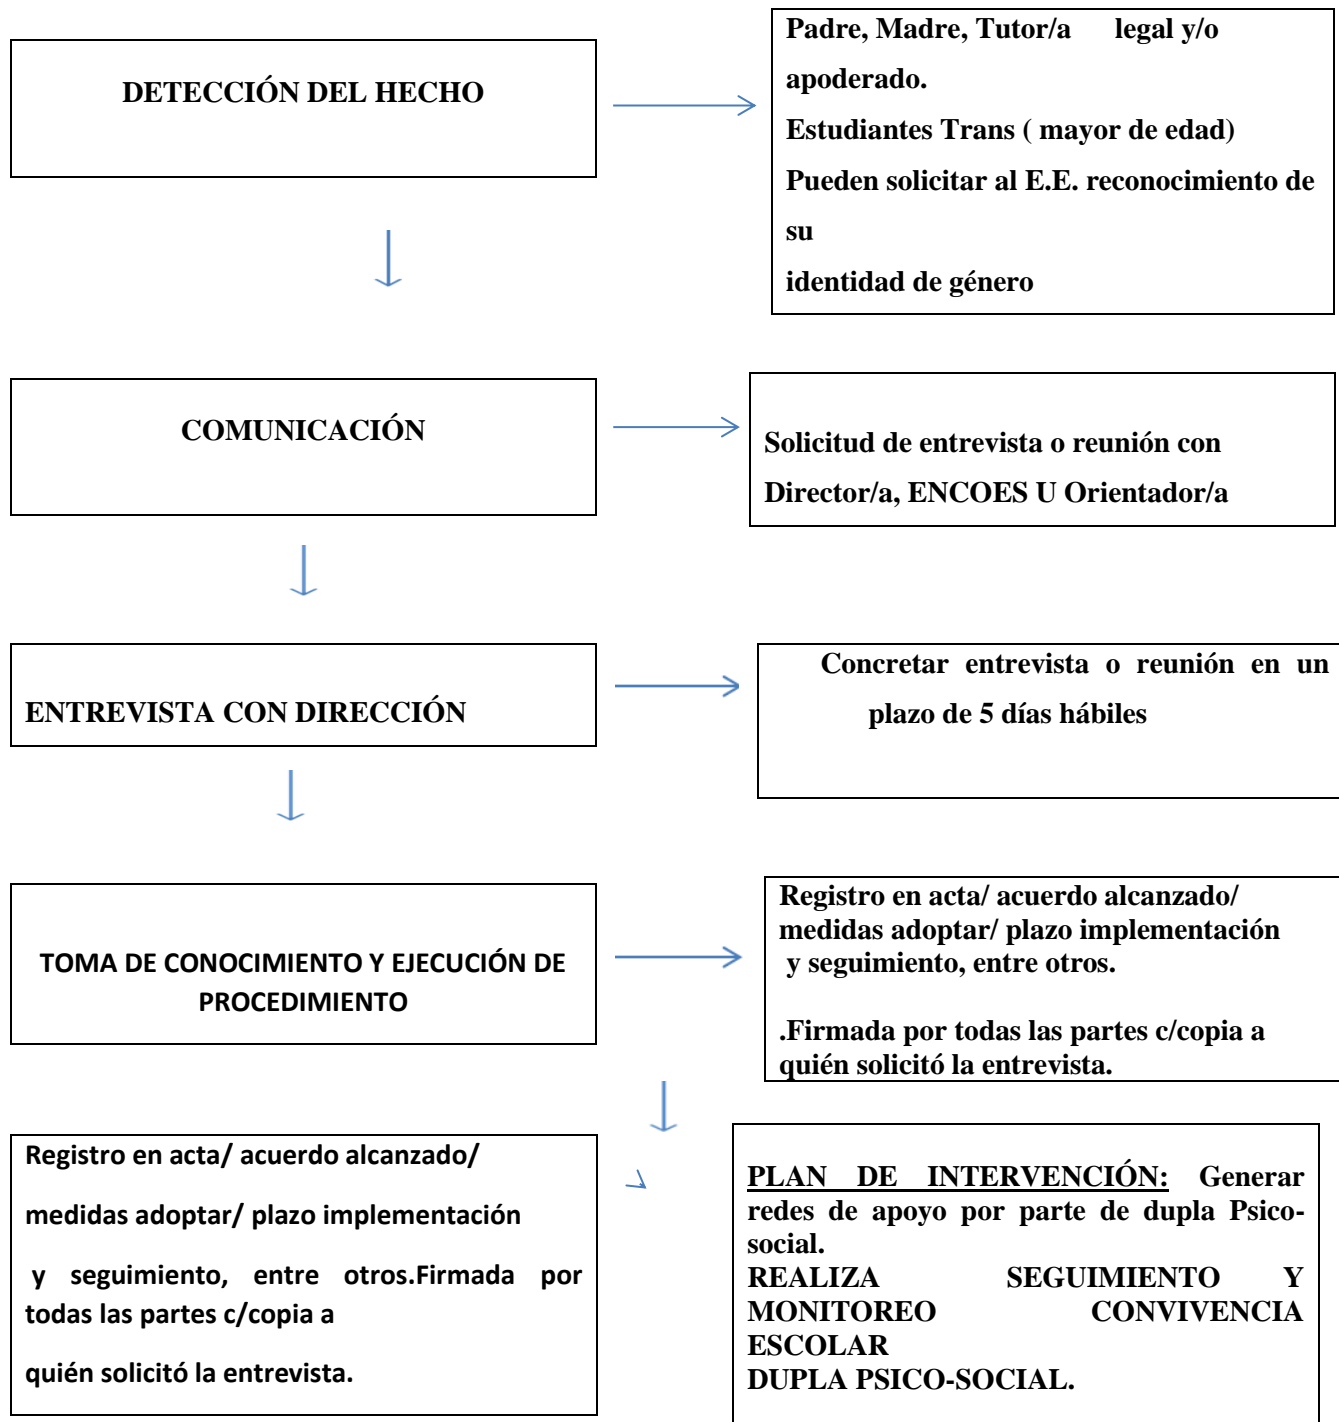 DETECCIÓN DEL HECHO
Padre, Madre, Tutor/a legal y/o
apoderado.
Estudiantes Trans ( mayor de edad)
Pueden solicitar al E.E. reconocimiento de
su
identidad de género
COMUNICACIÓN
Solicitud de entrevista o reunión con
Director/a, ENCOES U Orientador/a
ENTREVISTA CON DIRECCIÓN
Concretar entrevista o reunión en un
plazo de 5 días hábiles
TOMA DE CONOCIMIENTO Y EJECUCIÓN DE
PROCEDIMIENTO
Registro en acta/ acuerdo alcanzado/
medidas adoptar/ plazo implementación
y seguimiento, entre otros.
.Firmada por todas las partes c/copia a
quién solicitó la entrevista.
Registro en acta/ acuerdo alcanzado/
medidas adoptar/ plazo implementación
y seguimiento, entre otros.Firmada por
todas las partes c/copia a
quién solicitó la entrevista.
PLAN DE INTERVENCIÓN: Generar
redes de apoyo por parte de dupla Psico-
social.
REALIZA SEGUIMIENTO Y
MONITOREO CONVIVENCIA
ESCOLAR
DUPLA PSICO-SOCIAL.